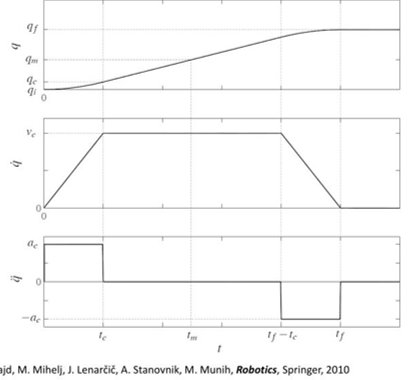 q_f
q_m
q_c
q_i
0
q
v_c
0
0
q̇
a_c
0
−a_c
q̈
t_c t_m t_f − t_c t_f
t
ajd, M. Mihelj, J. Lenarčič, A. Stanovnik, M. Munih, Robotics, Springer, 2010